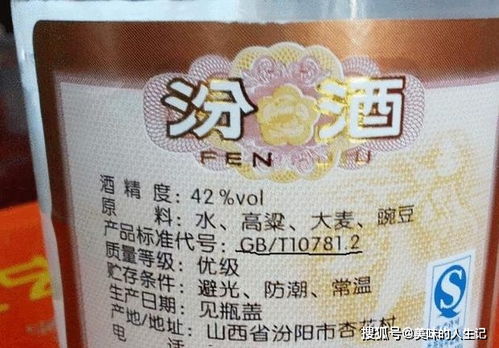 汾酒
FEN JIU
酒精度：42%vol
原料：水、高粱、大麦、豌豆
产品标准代号：GB/T10781.2
质量等级：优级
贮存条件：避光、防潮、常温
生产日期：见瓶盖
产地/地址：山西省汾阳市杏花村
电话
搜狐号@美味的人生记